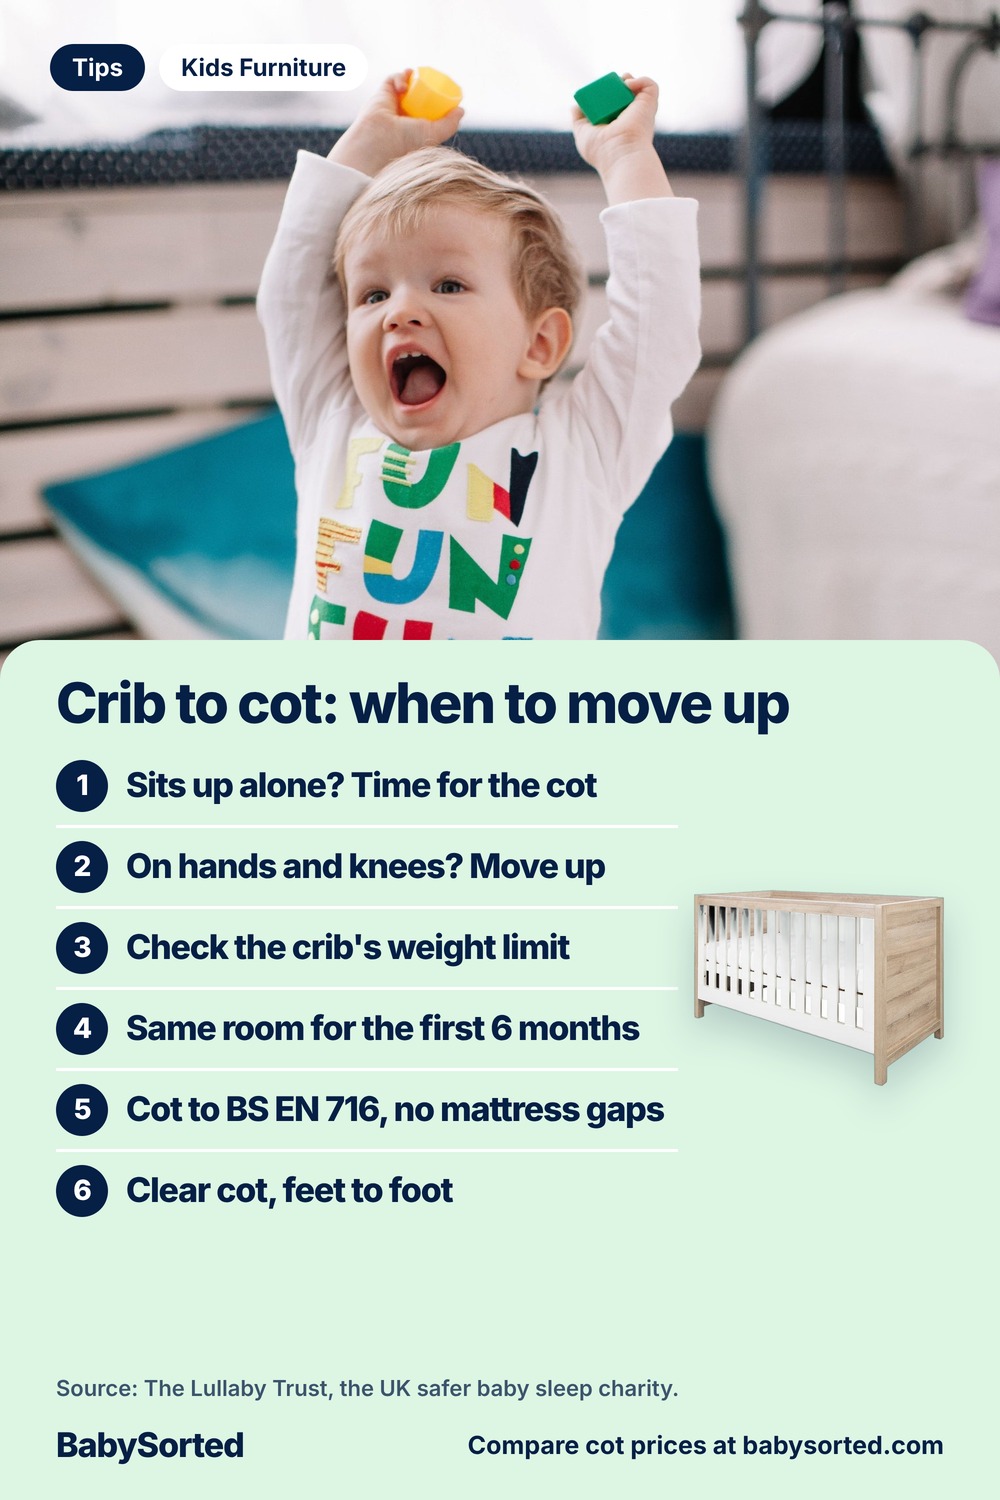 Tips
Kids Furniture
FUN
FUN
Crib to cot: when to move up
1 Sits up alone? Time for the cot
2 On hands and knees? Move up
3 Check the crib's weight limit
4 Same room for the first 6 months
5 Cot to BS EN 716, no mattress gaps
6 Clear cot, feet to foot
Source: The Lullaby Trust, the UK safer baby sleep charity.
BabySorted
Compare cot prices at babysorted.com